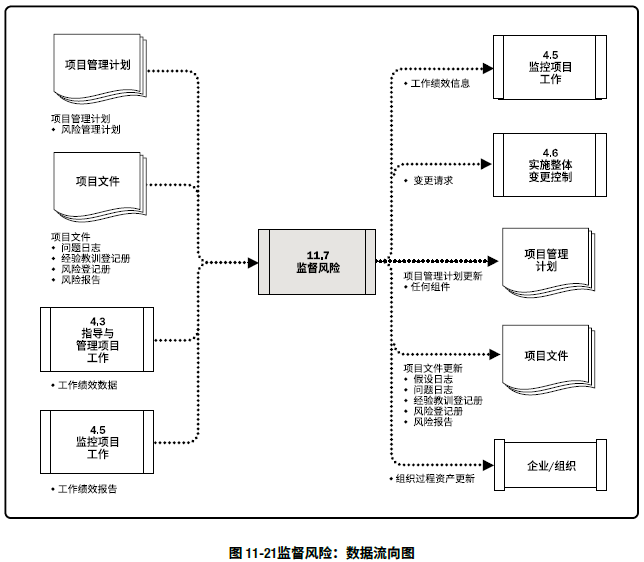 项目管理计划
项目管理计划
• 风险管理计划
项目文件
项目文件
• 问题日志
• 经验教训登记册
• 风险登记册
• 风险报告
4.3
指导与
管理项目
工作
• 工作绩效数据
4.5
监控项目
工作
• 工作绩效报告
11.7
监督风险
• 工作绩效信息
4.5
监控项目
工作
• 变更请求
4.6
实施整体
变更控制
项目管理计划更新
• 任何组件
项目管理
计划
项目文件更新
• 假设日志
• 问题日志
• 经验教训登记册
• 风险登记册
• 风险报告
项目文件
• 组织过程资产更新
企业/组织
图 11-21监督风险：数据流向图